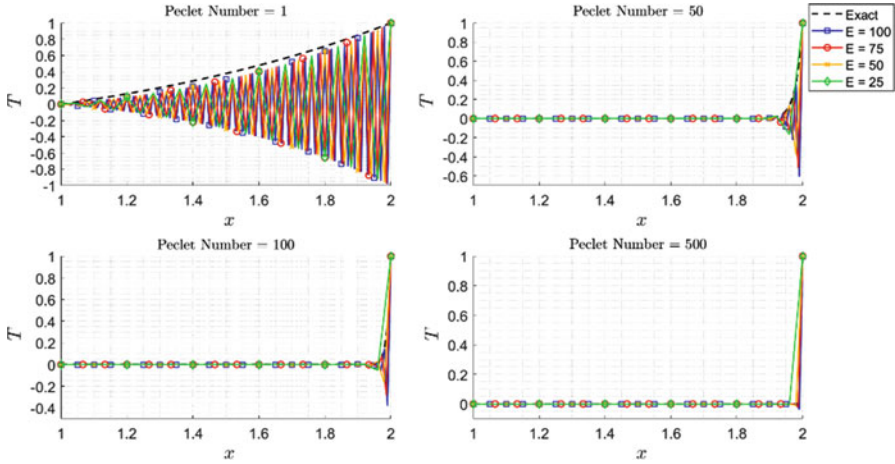 Peclet Number = 1
1
0.8
0.6
0.4
0.2
0
-0.2
-0.4
-0.6
-0.8
-1
T
1 1.2 1.4 1.6 1.8 2
x
Peclet Number = 50
1
0.8
0.6
0.4
0.2
0
-0.2
-0.4
-0.6
T
1 1.2 1.4 1.6 1.8 2
x
Exact
E = 100
E = 75
E = 50
E = 25
Peclet Number = 100
1
0.8
0.6
0.4
0.2
0
-0.2
-0.4
T
1 1.2 1.4 1.6 1.8 2
x
Peclet Number = 500
1
0.8
0.6
0.4
0.2
0
T
1 1.2 1.4 1.6 1.8 2
x